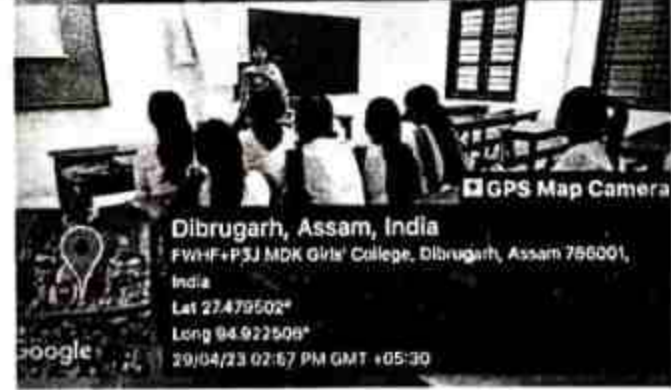 GPS Map Camera
Dibrugarh, Assam, India
FWHF+P3J MDK Girls' College, Dibrugarh, Assam 786001,
India
Lat 27.479502°
Long 94.922506°
29/04/23 02:57 PM GMT +05:30
Google